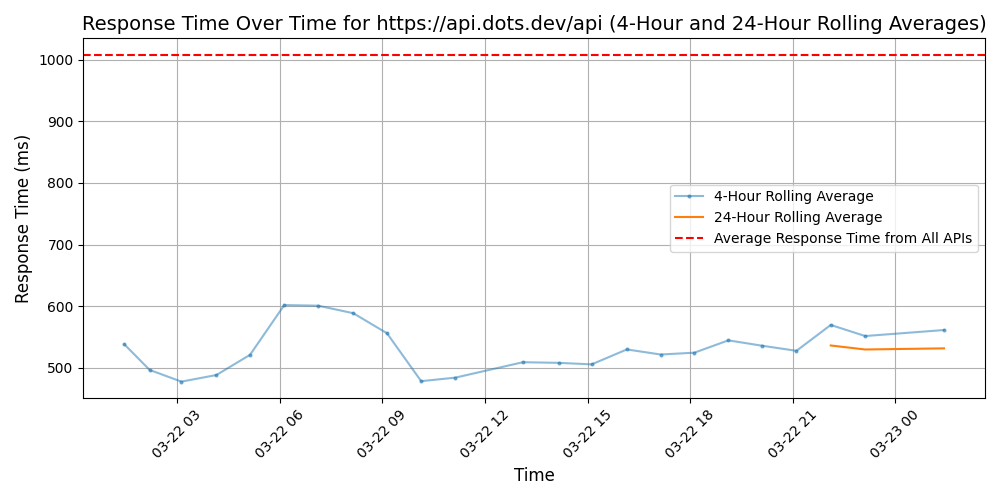 Response Time Over Time for https://api.dots.dev/api (4-Hour and 24-Hour Rolling Averages)
Response Time (ms)
1000
900
800
700
600
500
4-Hour Rolling Average
24-Hour Rolling Average
Average Response Time from All APIs
03-22 03
03-22 06
03-22 09
03-22 12
03-22 15
03-22 18
03-22 21
03-23 00
Time